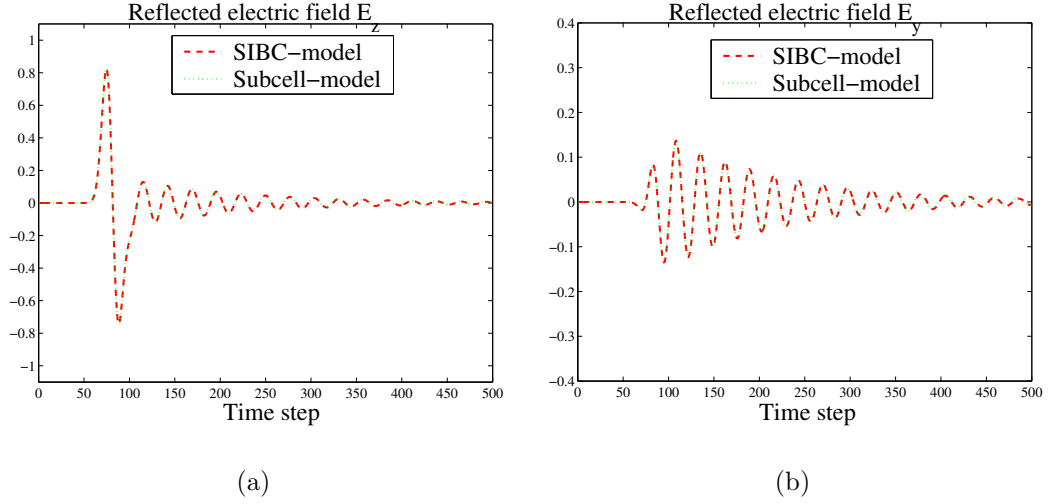 Reflected electric field E_z
SIBC−model
Subcell−model
1
0.8
0.6
0.4
0.2
0
−0.2
−0.4
−0.6
−0.8
−1
0 50 100 150 200 250 300 350 400 450 500
Time step
(a)
Reflected electric field E_y
SIBC−model
Subcell−model
0.4
0.3
0.2
0.1
0
−0.1
−0.2
−0.3
−0.4
0 50 100 150 200 250 300 350 400 450 500
Time step
(b)